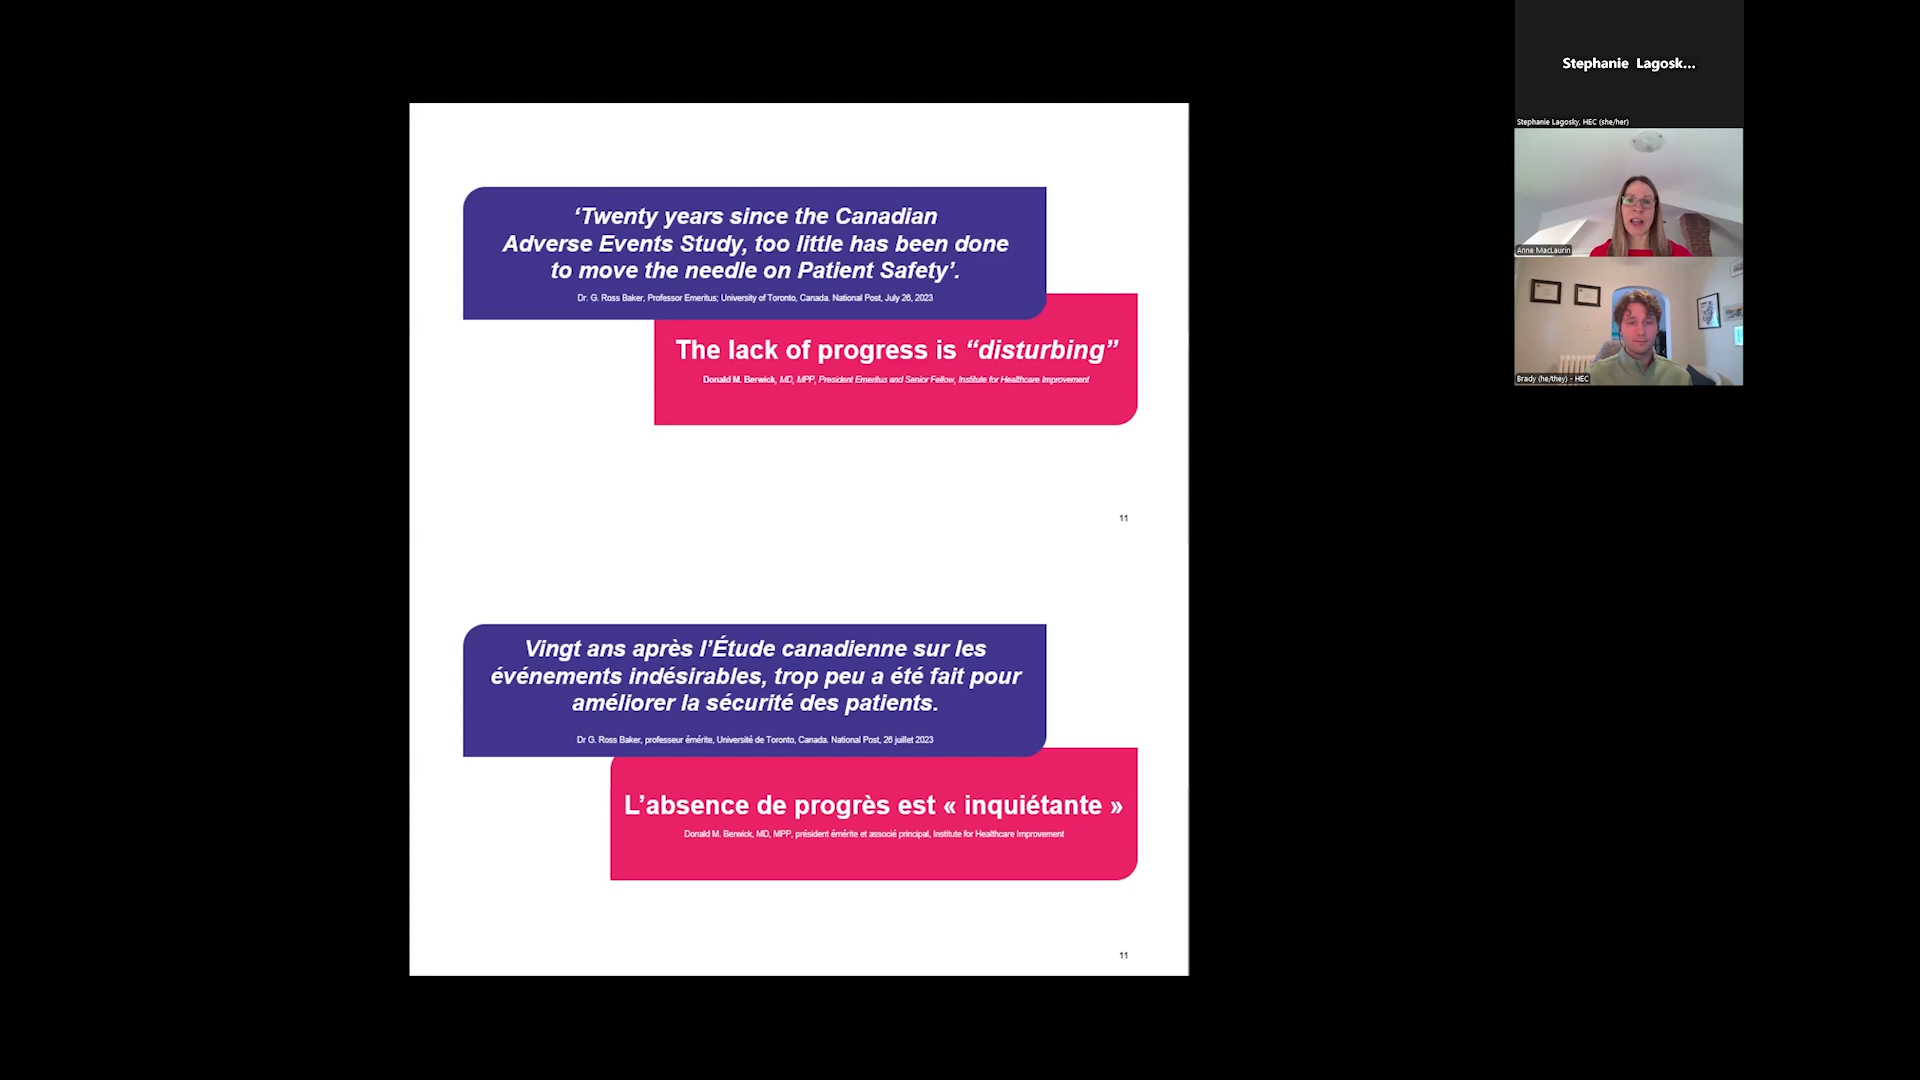 ‘Twenty years since the Canadian
Adverse Events Study, too little has been done
to move the needle on Patient Safety’.
Dr. G. Ross Baker, Professor Emeritus; University of Toronto, Canada. National Post, July 26, 2023
The lack of progress is “disturbing”
Donald M. Berwick, MD, MPP, President Emeritus and Senior Fellow, Institute for Healthcare Improvement
11
Vingt ans après l’Étude canadienne sur les
événements indésirables, trop peu a été fait pour
améliorer la sécurité des patients.
Dr G. Ross Baker, professeur émérite, Université de Toronto, Canada. National Post, 26 juillet 2023
L’absence de progrès est « inquiétante »
Donald M. Berwick, MD, MPP, président émérite et associé principal, Institute for Healthcare Improvement
11
Stephanie Lagosk...
Stephanie Lagosky, HEC (she/her)
Anne MacLaurin
Brady (he/they) - HEC